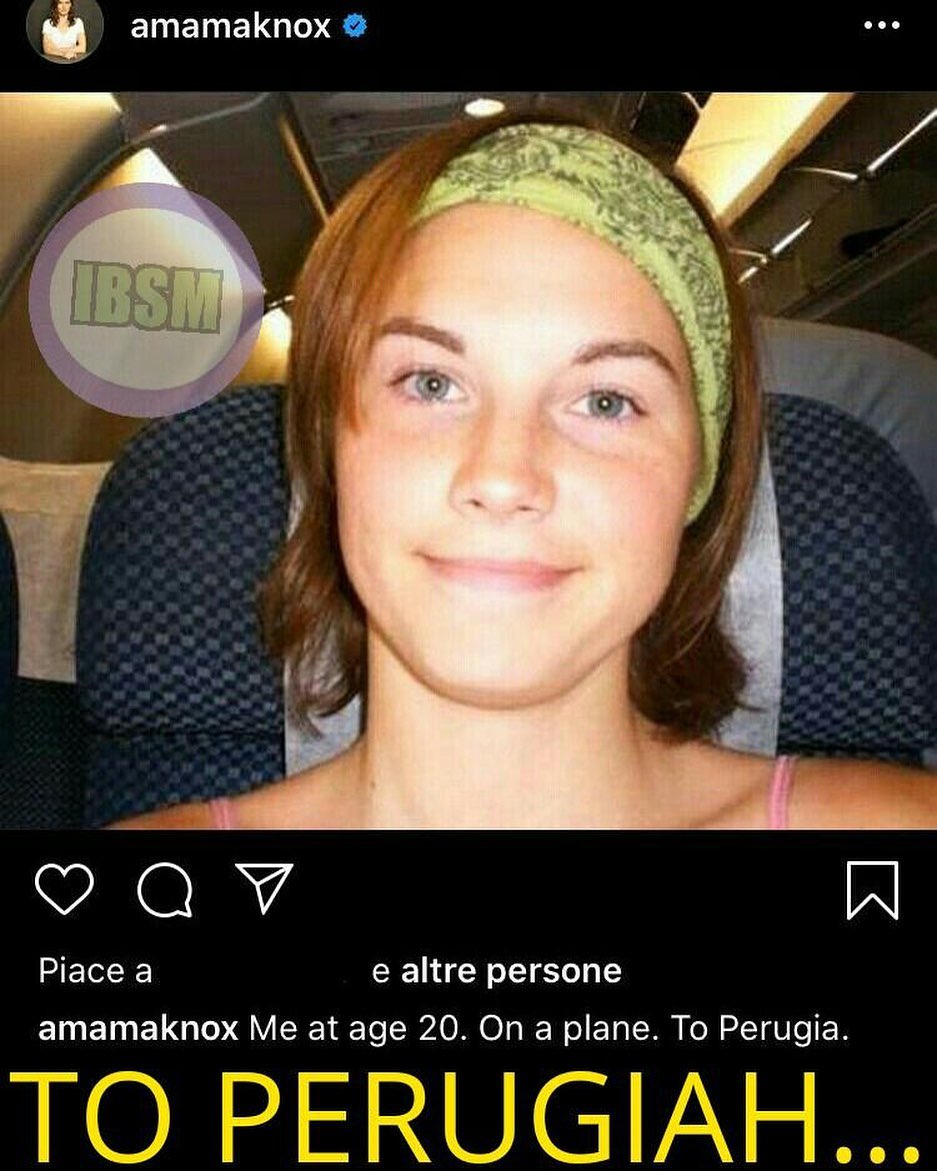 amamaknox
IBSM
Piace a e altre persone
amamaknox Me at age 20. On a plane. To Perugia.
TO PERUGIAH...